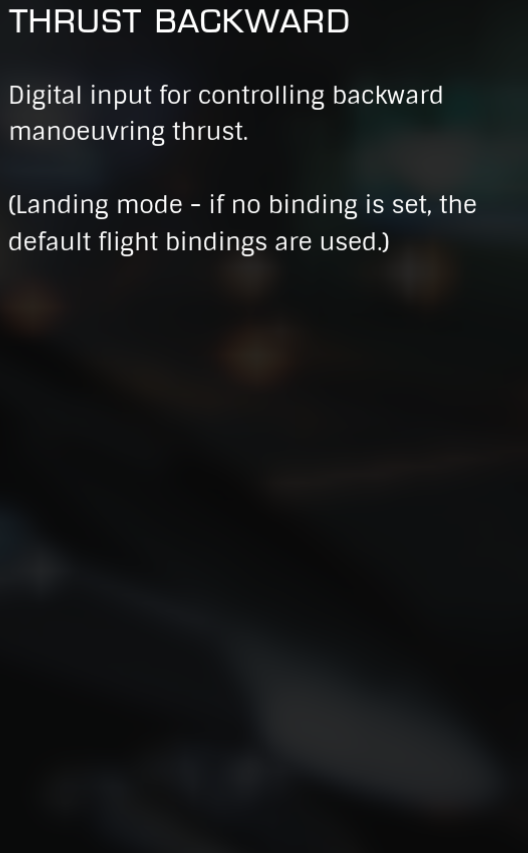 THRUST BACKWARD
Digital input for controlling backward
manoeuvring thrust.
(Landing mode - if no binding is set, the
default flight bindings are used.)